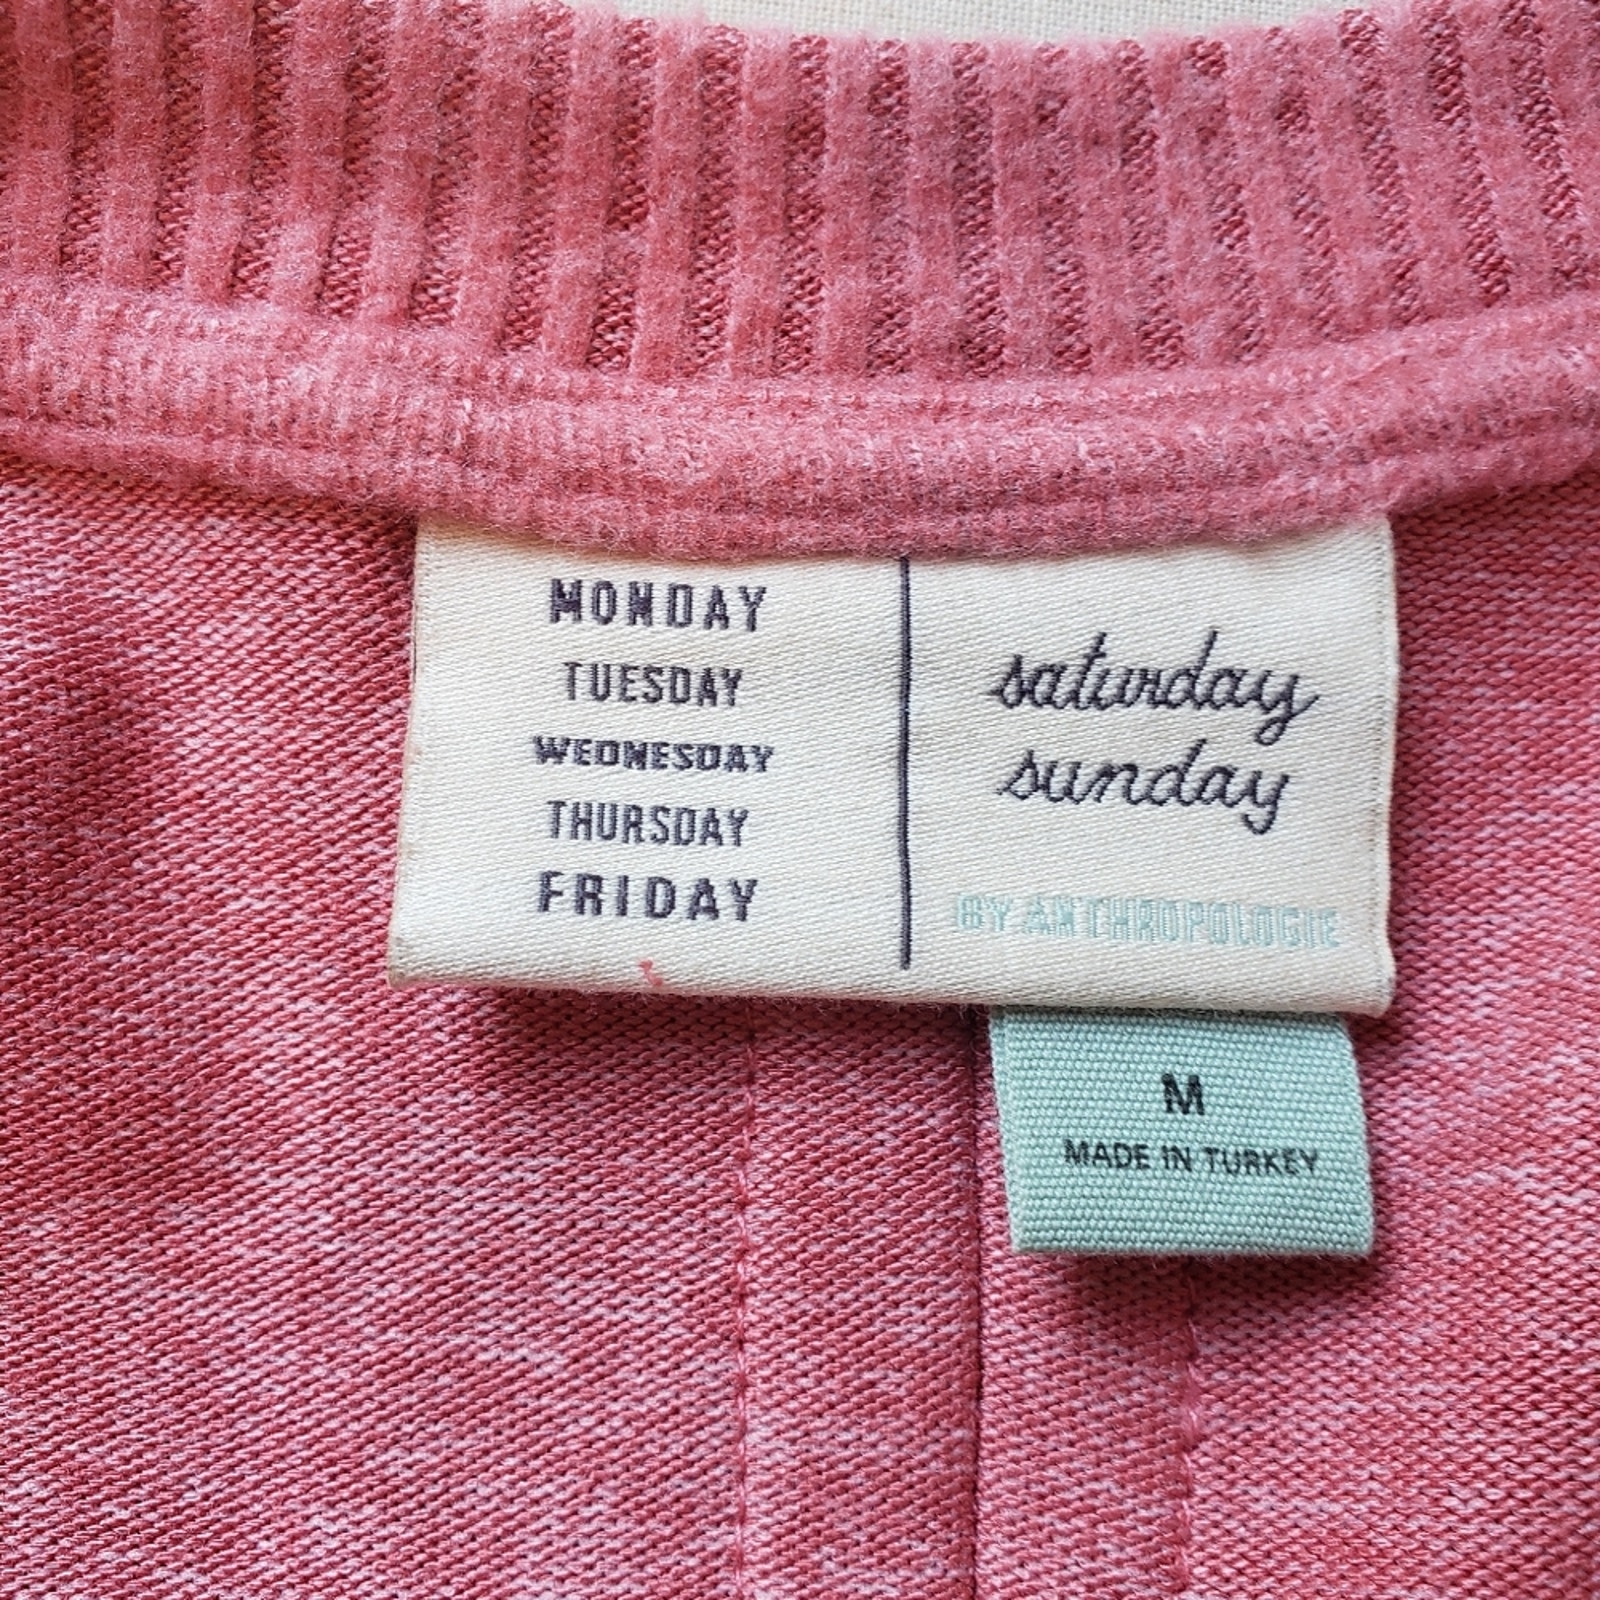 MONDAY
TUESDAY
WEDNESDAY
THURSDAY
FRIDAY
saturday
sunday
BY ANTHROPOLOGIE
M
MADE IN TURKEY